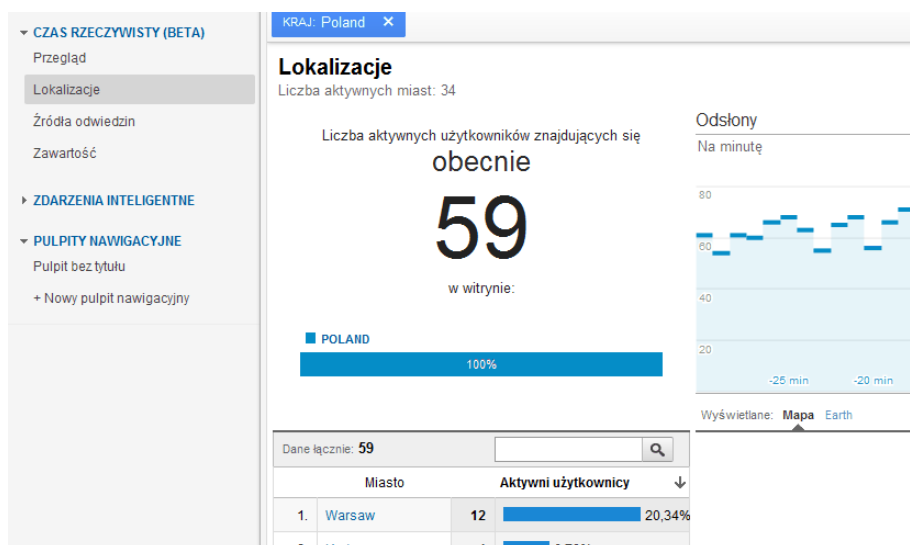 CZAS RZECZYWISTY (BETA)
Przegląd
Lokalizacje
Źródła odwiedzin
Zawartość
ZDARZENIA INTELIGENTNE
PULPITY NAWIGACYJNE
Pulpit bez tytułu
+ Nowy pulpit nawigacyjny
KRAJ: Poland ✕
Lokalizacje
Liczba aktywnych miast: 34
Liczba aktywnych użytkowników znajdujących się
obecnie
59
w witrynie:
POLAND
100%
Odsłony
Na minutę
80
60
40
20
-25 min -20 min
Wyświetlane: Mapa Earth
Dane łącznie: 59
Miasto Aktywni użytkownicy
1. Warsaw 12 20,34%